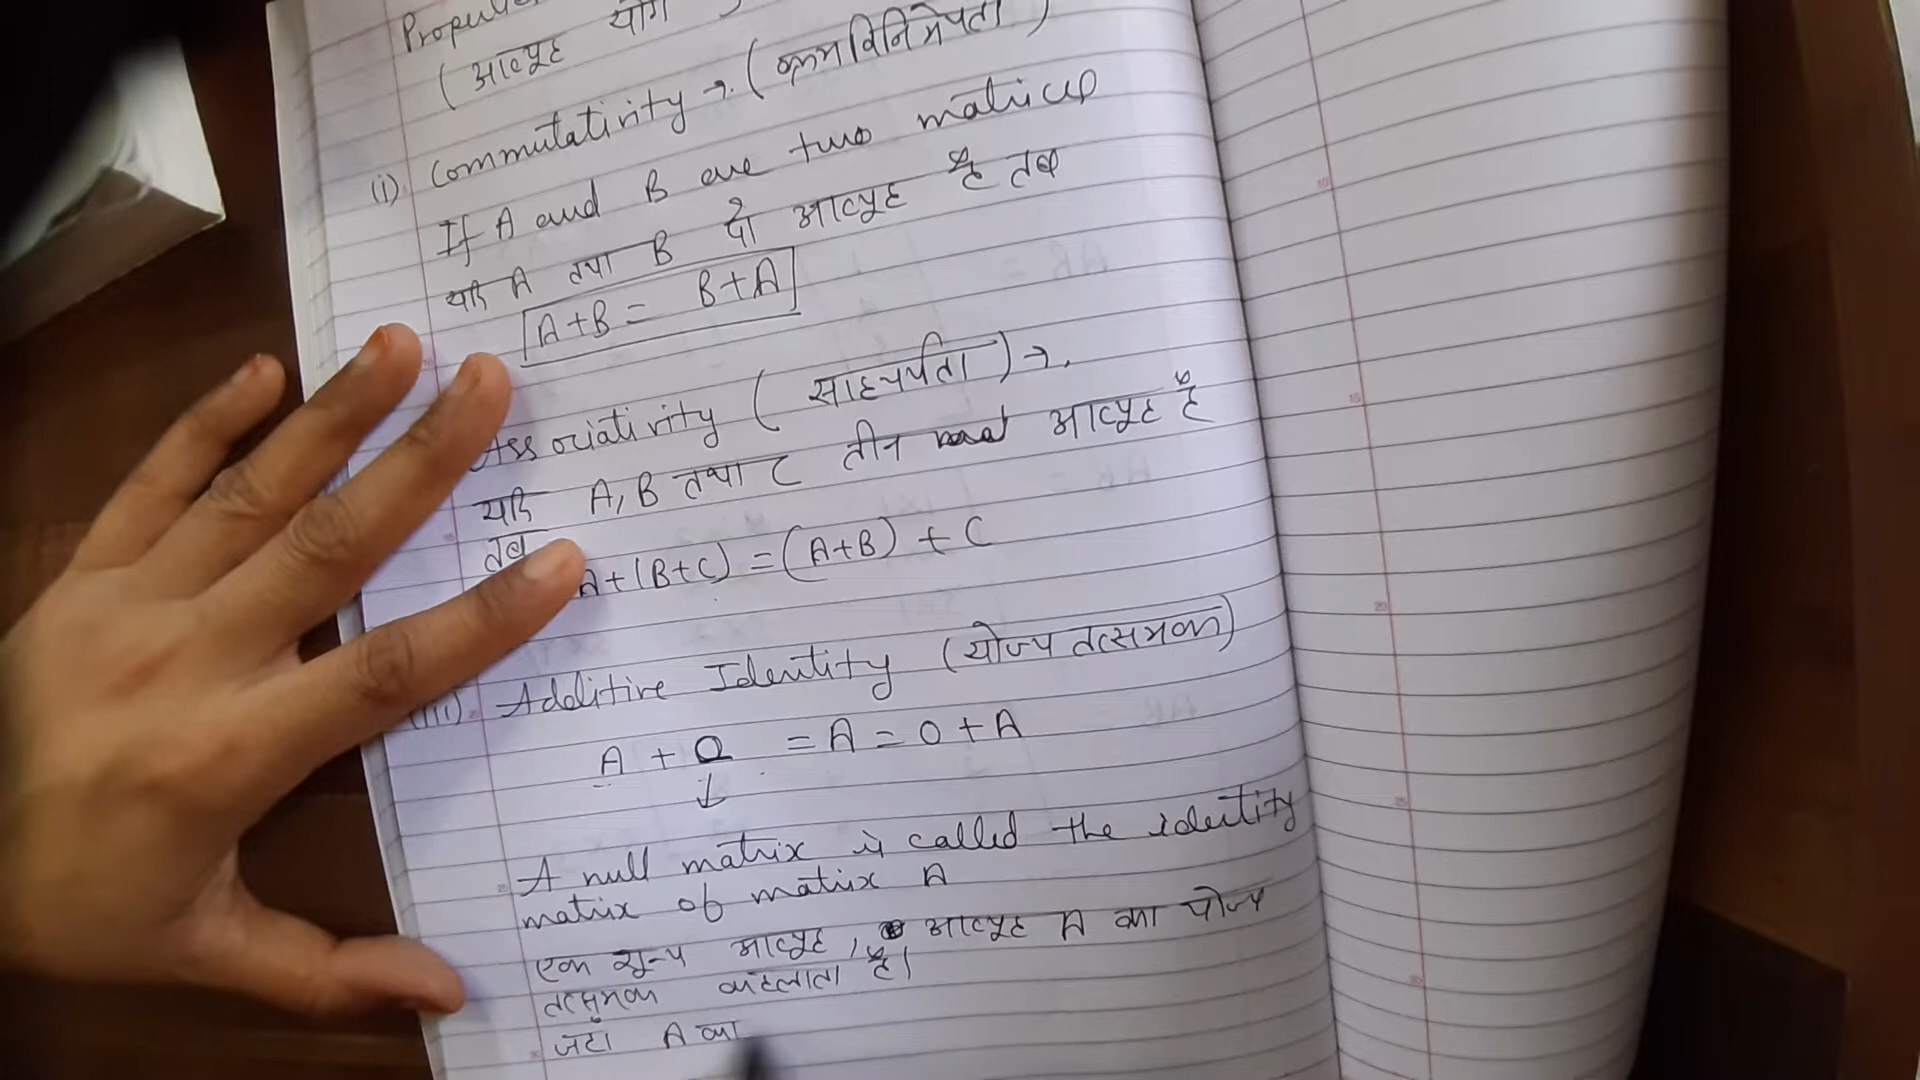 (आव्यूह योग
(i). Commutativity →. (क्रमविनिमेयता)
If A and B are two matrices
यदि A तथा B दो आव्यूह है तब
[A+B = B+A]
Associativity ( साहचर्यता) →.
यदि A, B तथा C तीन आव्यूह है
तब A+(B+C) = (A+B) + C
(iii). Additive Identity (योज्य तत्समक)
A + O = A = O + A
↓
A null matrix is called the identity
matrix of matrix A
एक शून्य आव्यूह, आव्यूह A का योज्य
तत्समक कहलाता है।
जहाँ A का